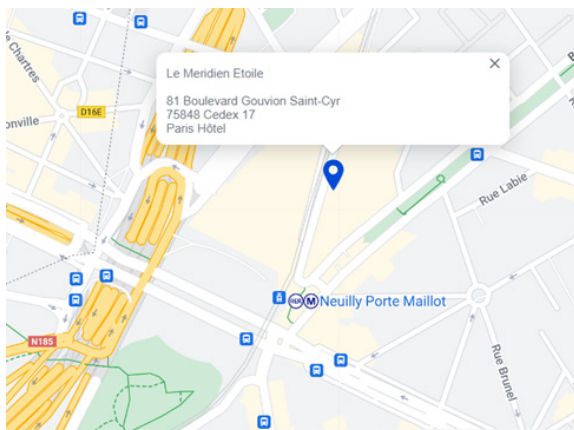 Le Meridien Etoile
81 Boulevard Gouvion Saint-Cyr
75848 Cedex 17
Paris Hôtel
Chartres
D16E
onville
Rue Labie
M
Neuilly Porte Maillot
N185
Rue Brunel